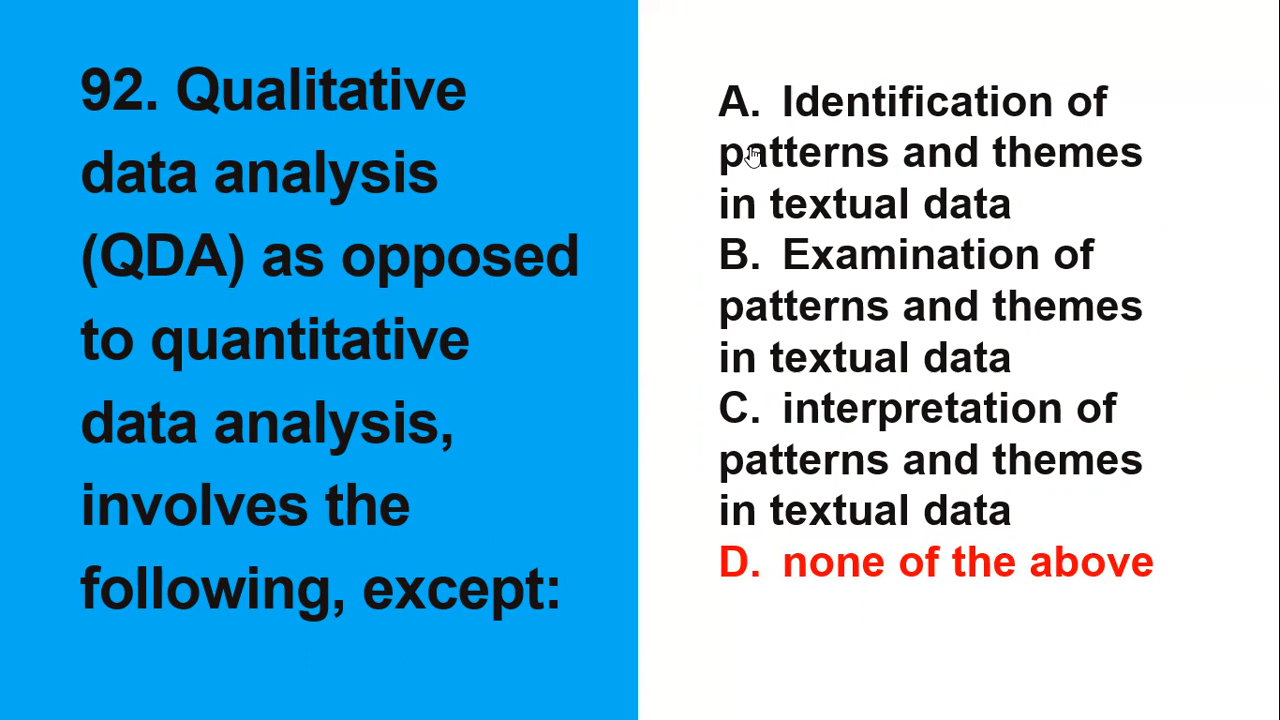 92. Qualitative
data analysis
(QDA) as opposed
to quantitative
data analysis,
involves the
following, except:
A. Identification of
patterns and themes
in textual data
B. Examination of
patterns and themes
in textual data
C. interpretation of
patterns and themes
in textual data
D. none of the above